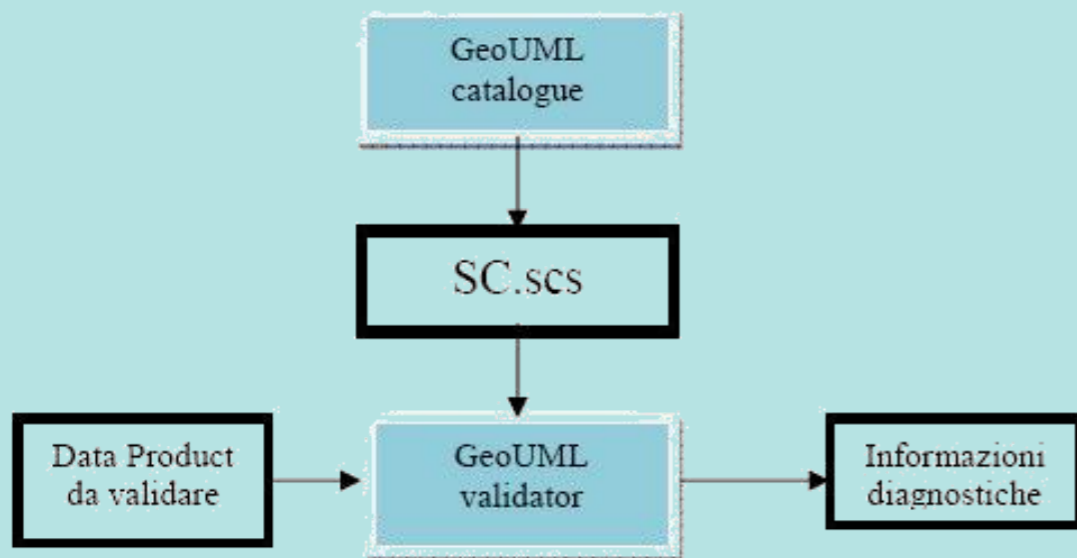 GeoUML
catalogue
SC.scs
Data Product
da validare
GeoUML
validator
Informazioni
diagnostiche